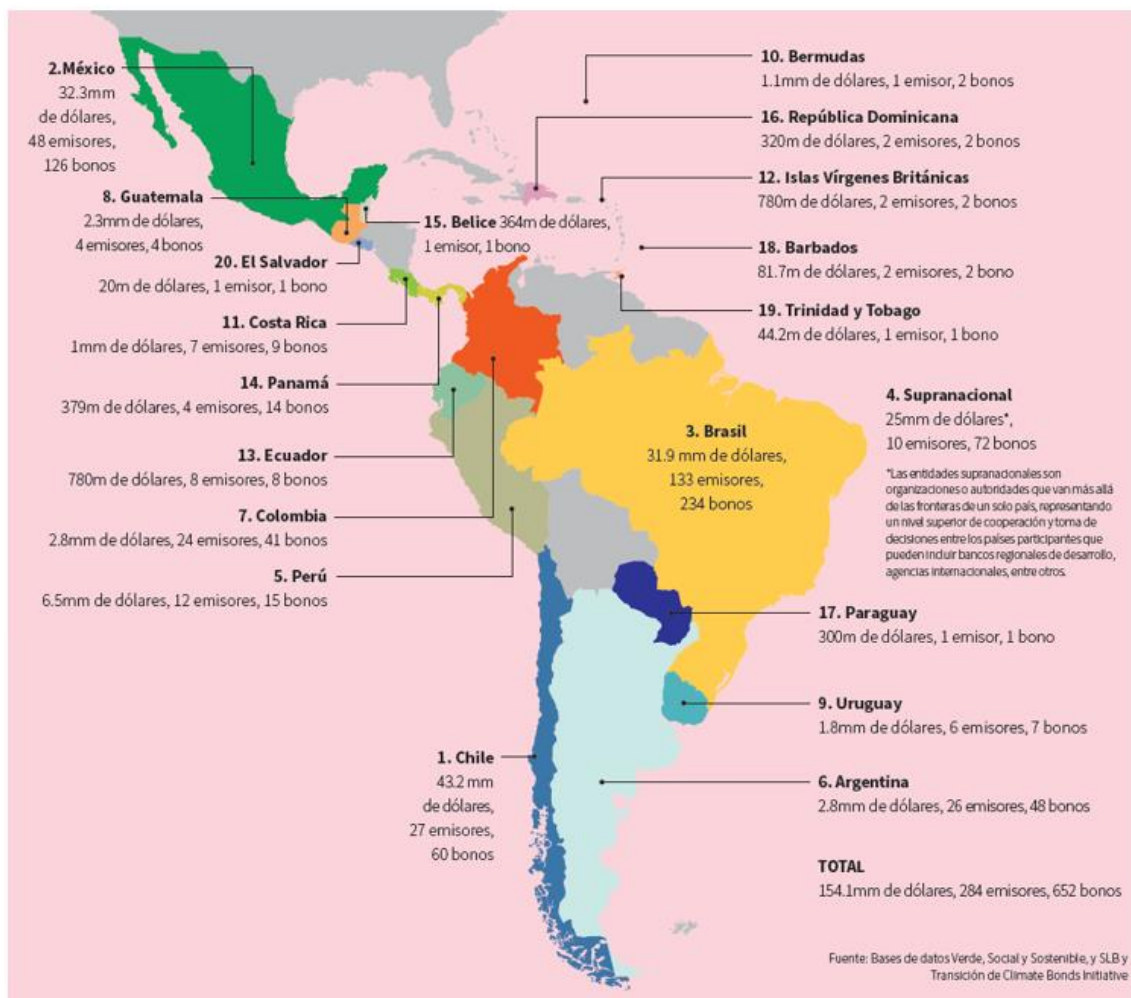 2.México
32.3mm
de dólares,
48 emisores,
126 bonos
8. Guatemala
2.3mm de dólares,
4 emisores, 4 bonos
15. Belice 364m de dólares,
1 emisor, 1 bono
20. El Salvador
20m de dólares, 1 emisor, 1 bono
11. Costa Rica
1mm de dólares, 7 emisores, 9 bonos
14. Panamá
379m de dólares, 4 emisores, 14 bonos
13. Ecuador
780m de dólares, 8 emisores, 8 bonos
7. Colombia
2.8mm de dólares, 24 emisores, 41 bonos
5. Perú
6.5mm de dólares, 12 emisores, 15 bonos
1. Chile
43.2 mm
de dólares,
27 emisores,
60 bonos
3. Brasil
31.9 mm de dólares,
133 emisores,
234 bonos
10. Bermudas
1.1mm de dólares, 1 emisor, 2 bonos
16. República Dominicana
320m de dólares, 2 emisores, 2 bonos
12. Islas Vírgenes Británicas
780m de dólares, 2 emisores, 2 bonos
18. Barbados
81.7m de dólares, 2 emisores, 2 bono
19. Trinidad y Tobago
44.2m de dólares, 1 emisor, 1 bono
4. Supranacional
25mm de dólares*,
10 emisores, 72 bonos
*Las entidades supranacionales son
organizaciones o autoridades que van más allá
de las fronteras de un solo país, representando
un nivel superior de cooperación y toma de
decisiones entre los países participantes que
pueden incluir bancos regionales de desarrollo,
agencias internacionales, entre otros.
17. Paraguay
300m de dólares, 1 emisor, 1 bono
9. Uruguay
1.8mm de dólares, 6 emisores, 7 bonos
6. Argentina
2.8mm de dólares, 26 emisores, 48 bonos
TOTAL
154.1mm de dólares, 284 emisores, 652 bonos
Fuente: Bases de datos Verde, Social y Sostenible, y SLB y
Transición de Climate Bonds Initiative